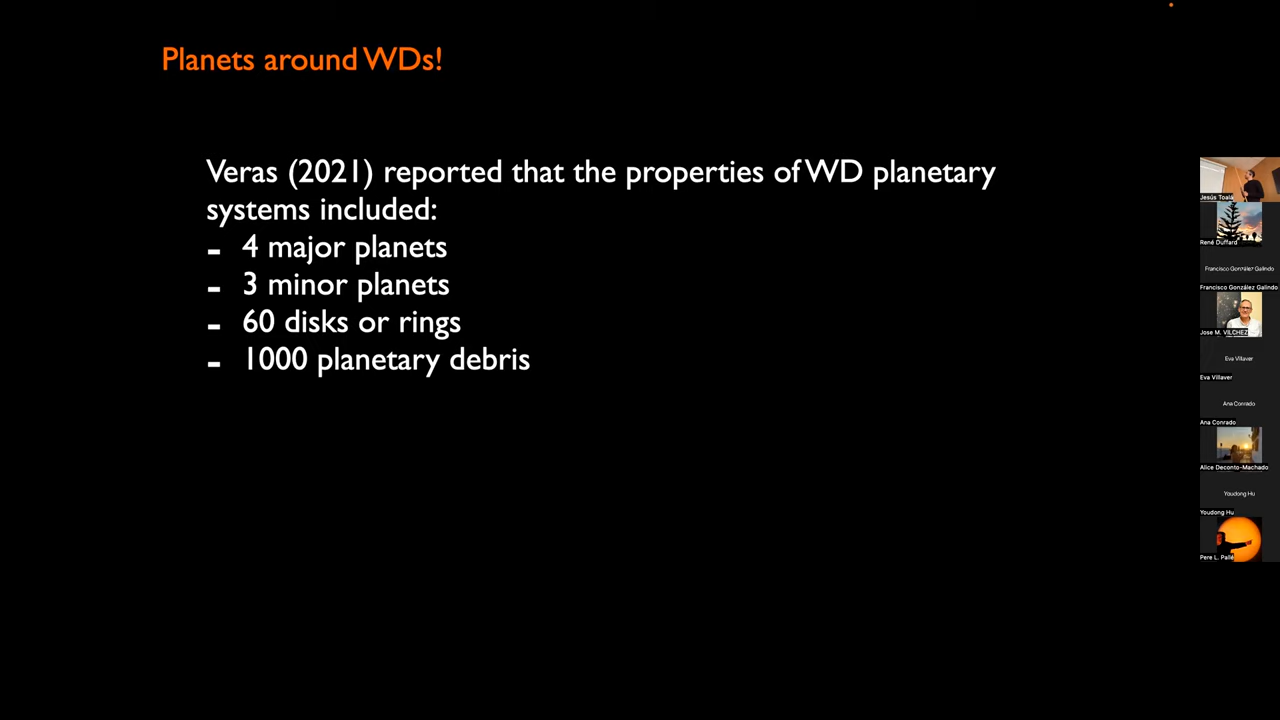 Planets around WDs!
Veras (2021) reported that the properties of WD planetary
systems included:
- 4 major planets
- 3 minor planets
- 60 disks or rings
- 1000 planetary debris
Jesús Toalá
René Duffard
Francisco González Galindo
Francisco González Galindo
Jose M. VILCHEZ
Eva Villaver
Eva Villaver
Ana Conrado
Ana Conrado
Alice Deconto-Machado
Youdong Hu
Youdong Hu
Pere L. Pallé